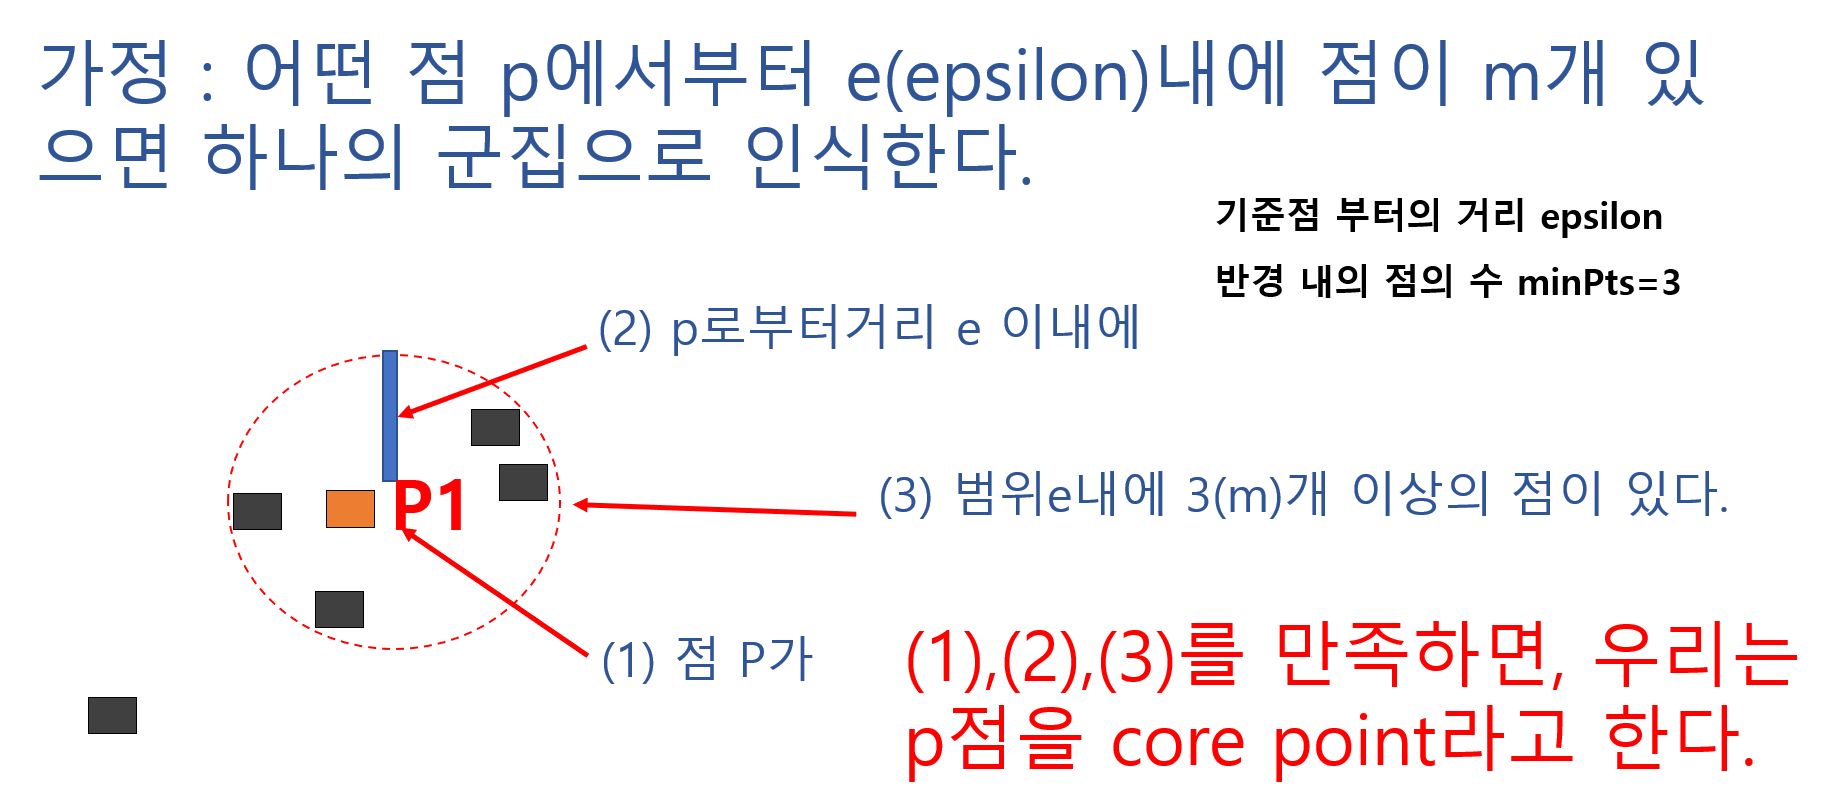 가정 : 어떤 점 p에서부터 e(epsilon)내에 점이 m개 있
으면 하나의 군집으로 인식한다.
기준점 부터의 거리 epsilon
반경 내의 점의 수 minPts=3
(2) p로부터거리 e 이내에
P1
(3) 범위e내에 3(m)개 이상의 점이 있다.
(1) 점 P가
(1),(2),(3)를 만족하면, 우리는
p점을 core point라고 한다.